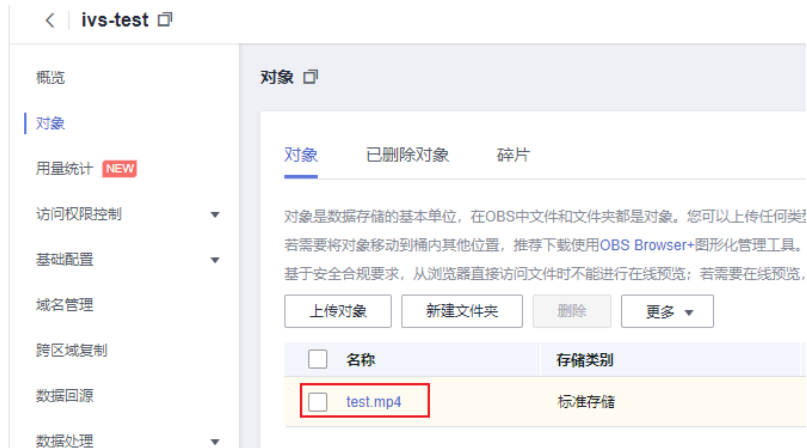 ivs-test
概览
对象
用量统计 NEW
访问权限控制
基础配置
域名管理
跨区域复制
数据回源
数据处理
对象
对象 已删除对象 碎片
对象是数据存储的基本单位，在OBS中文件和文件夹都是对象。您可以上传任何类型
若需要将对象移动到桶内其他位置，推荐下载使用OBS Browser+图形化管理工具。
基于安全合规要求，从浏览器直接访问文件时不能进行在线预览；若需要在线预览，
上传对象 新建文件夹 删除 更多
名称 存储类别
test.mp4 标准存储